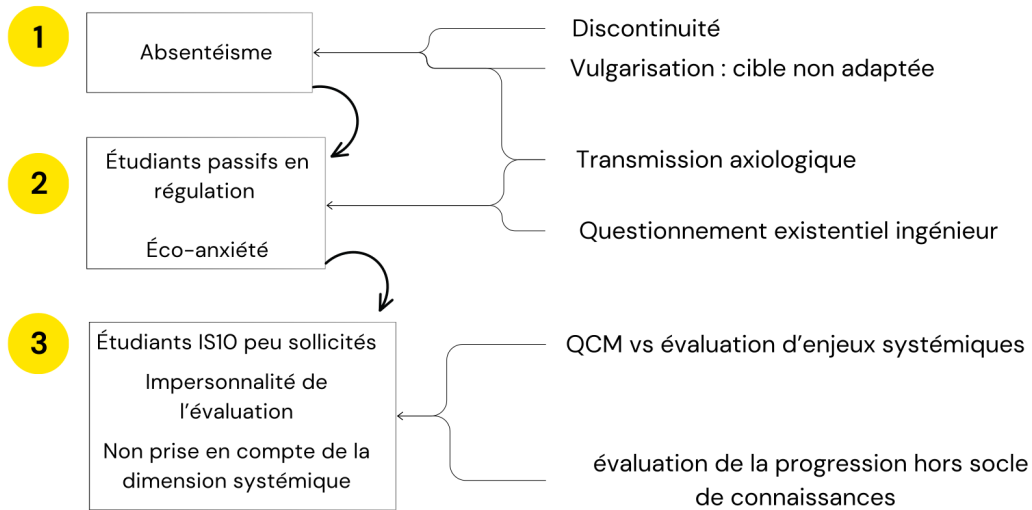 1
Absentéisme
Discontinuité
Vulgarisation : cible non adaptée
2
Étudiants passifs en
régulation
Éco-anxiété
Transmission axiologique
Questionnement existentiel ingénieur
3
Étudiants IS10 peu sollicités
Impersonnalité de
l’évaluation
Non prise en compte de la
dimension systémique
QCM vs évaluation d’enjeux systémiques
évaluation de la progression hors socle
de connaissances